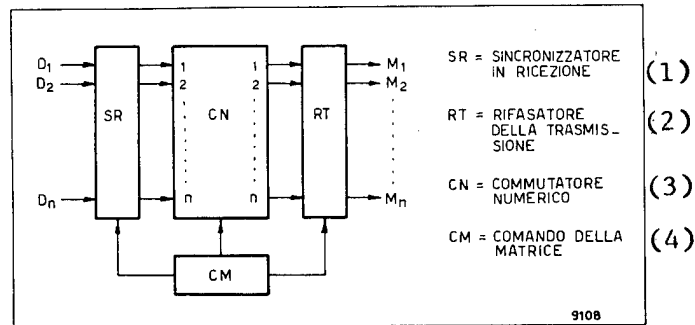 D1 1 1 M1
D2 2 2 M2
SR CN RT
Dn n n Mn
CM
SR = SINCRONIZZATORE IN RICEZIONE (1)
RT = RIFASATORE DELLA TRASMIS_ SIONE (2)
CN = COMMUTATORE NUMERICO (3)
CM = COMANDO DELLA MATRICE (4)
9108